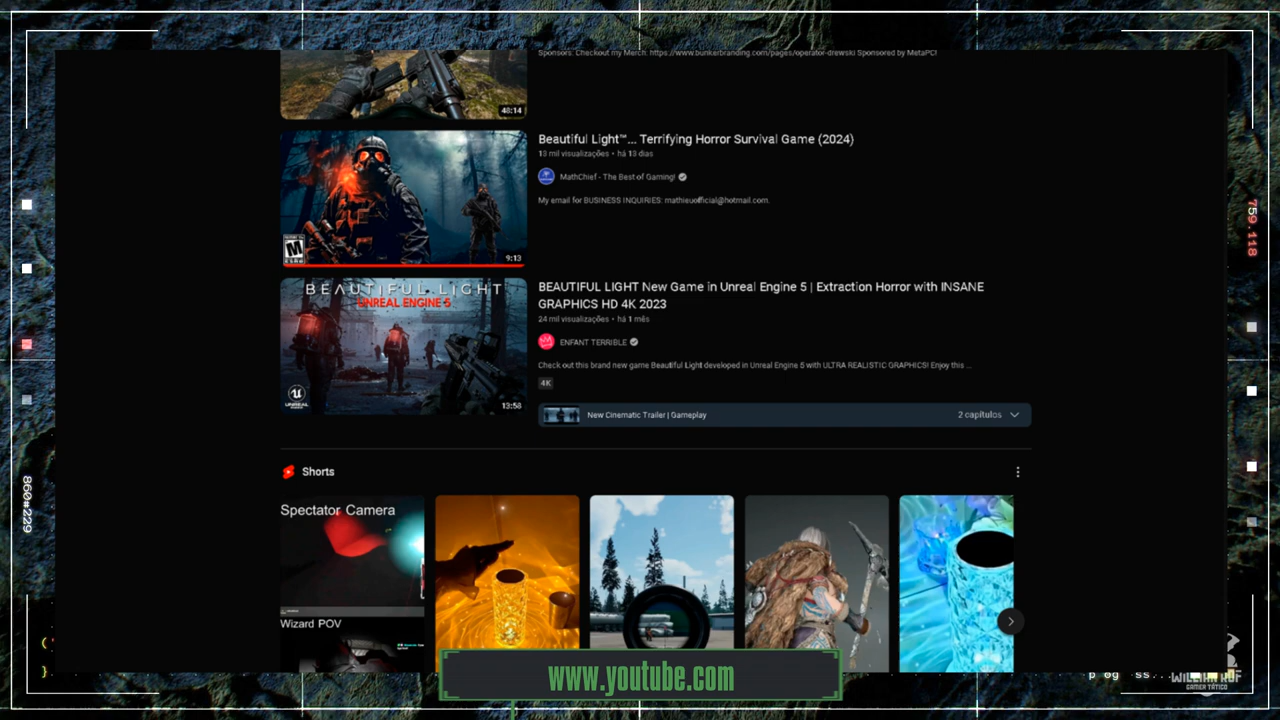 Sponsors: Checkout my Merch: https://www.bunkerbranding.com/pages/operator-drewski Sponsored by MetaPC!
48:14
Beautiful Light™... Terrifying Horror Survival Game (2024)
13 mil visualizações • há 13 dias
MathChief - The Best of Gaming!
My email for BUSINESS INQUIRIES: mathieuofficial@hotmail.com.
M
ESRB
9:13
BEAUTIFUL LIGHT
UNREAL ENGINE 5
UNREAL
13:58
BEAUTIFUL LIGHT New Game in Unreal Engine 5 | Extraction Horror with INSANE
GRAPHICS HD 4K 2023
24 mil visualizações • há 1 mês
ENFANT TERRIBLE
Check out this brand new game Beautiful Light developed in Unreal Engine 5 with ULTRA REALISTIC GRAPHICS! Enjoy this ...
4K
New Cinematic Trailer | Gameplay
2 capítulos
Shorts
Spectator Camera
Wizard POV
759.118
860#229
www.youtube.com
GAMER TÁTICO